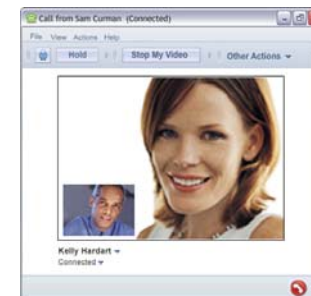 Call from Sam Curman (Connected)
File View Actions Help
Hold Stop My Video Other Actions
Kelly Hardart
Connected